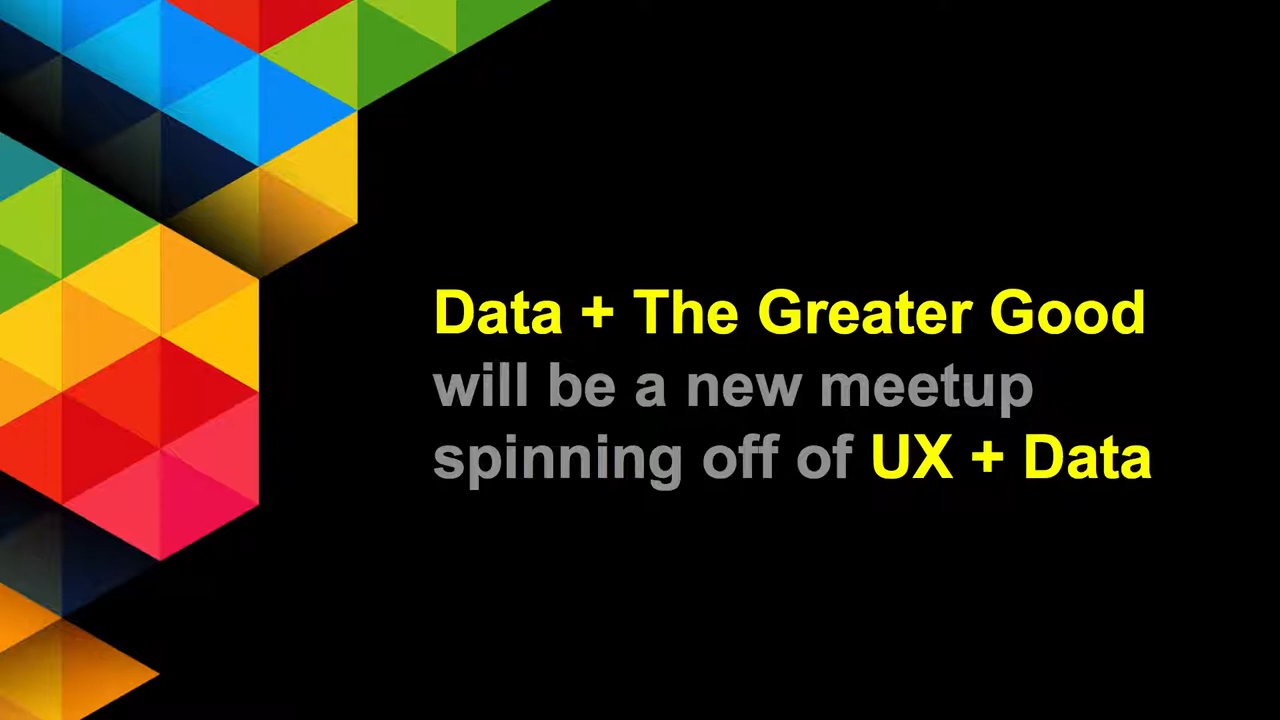 Data + The Greater Good
will be a new meetup
spinning off of UX + Data